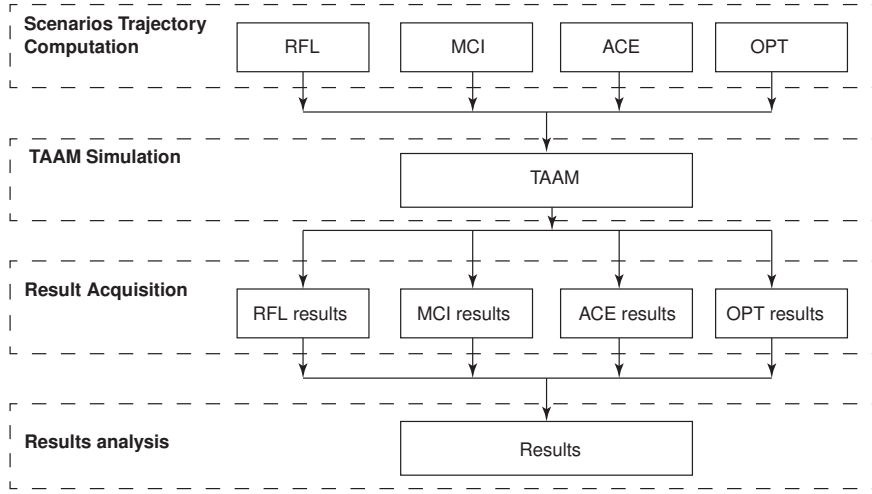 Scenarios Trajectory
Computation
RFL
MCI
ACE
OPT
TAAM Simulation
TAAM
Result Acquisition
RFL results
MCI results
ACE results
OPT results
Results analysis
Results